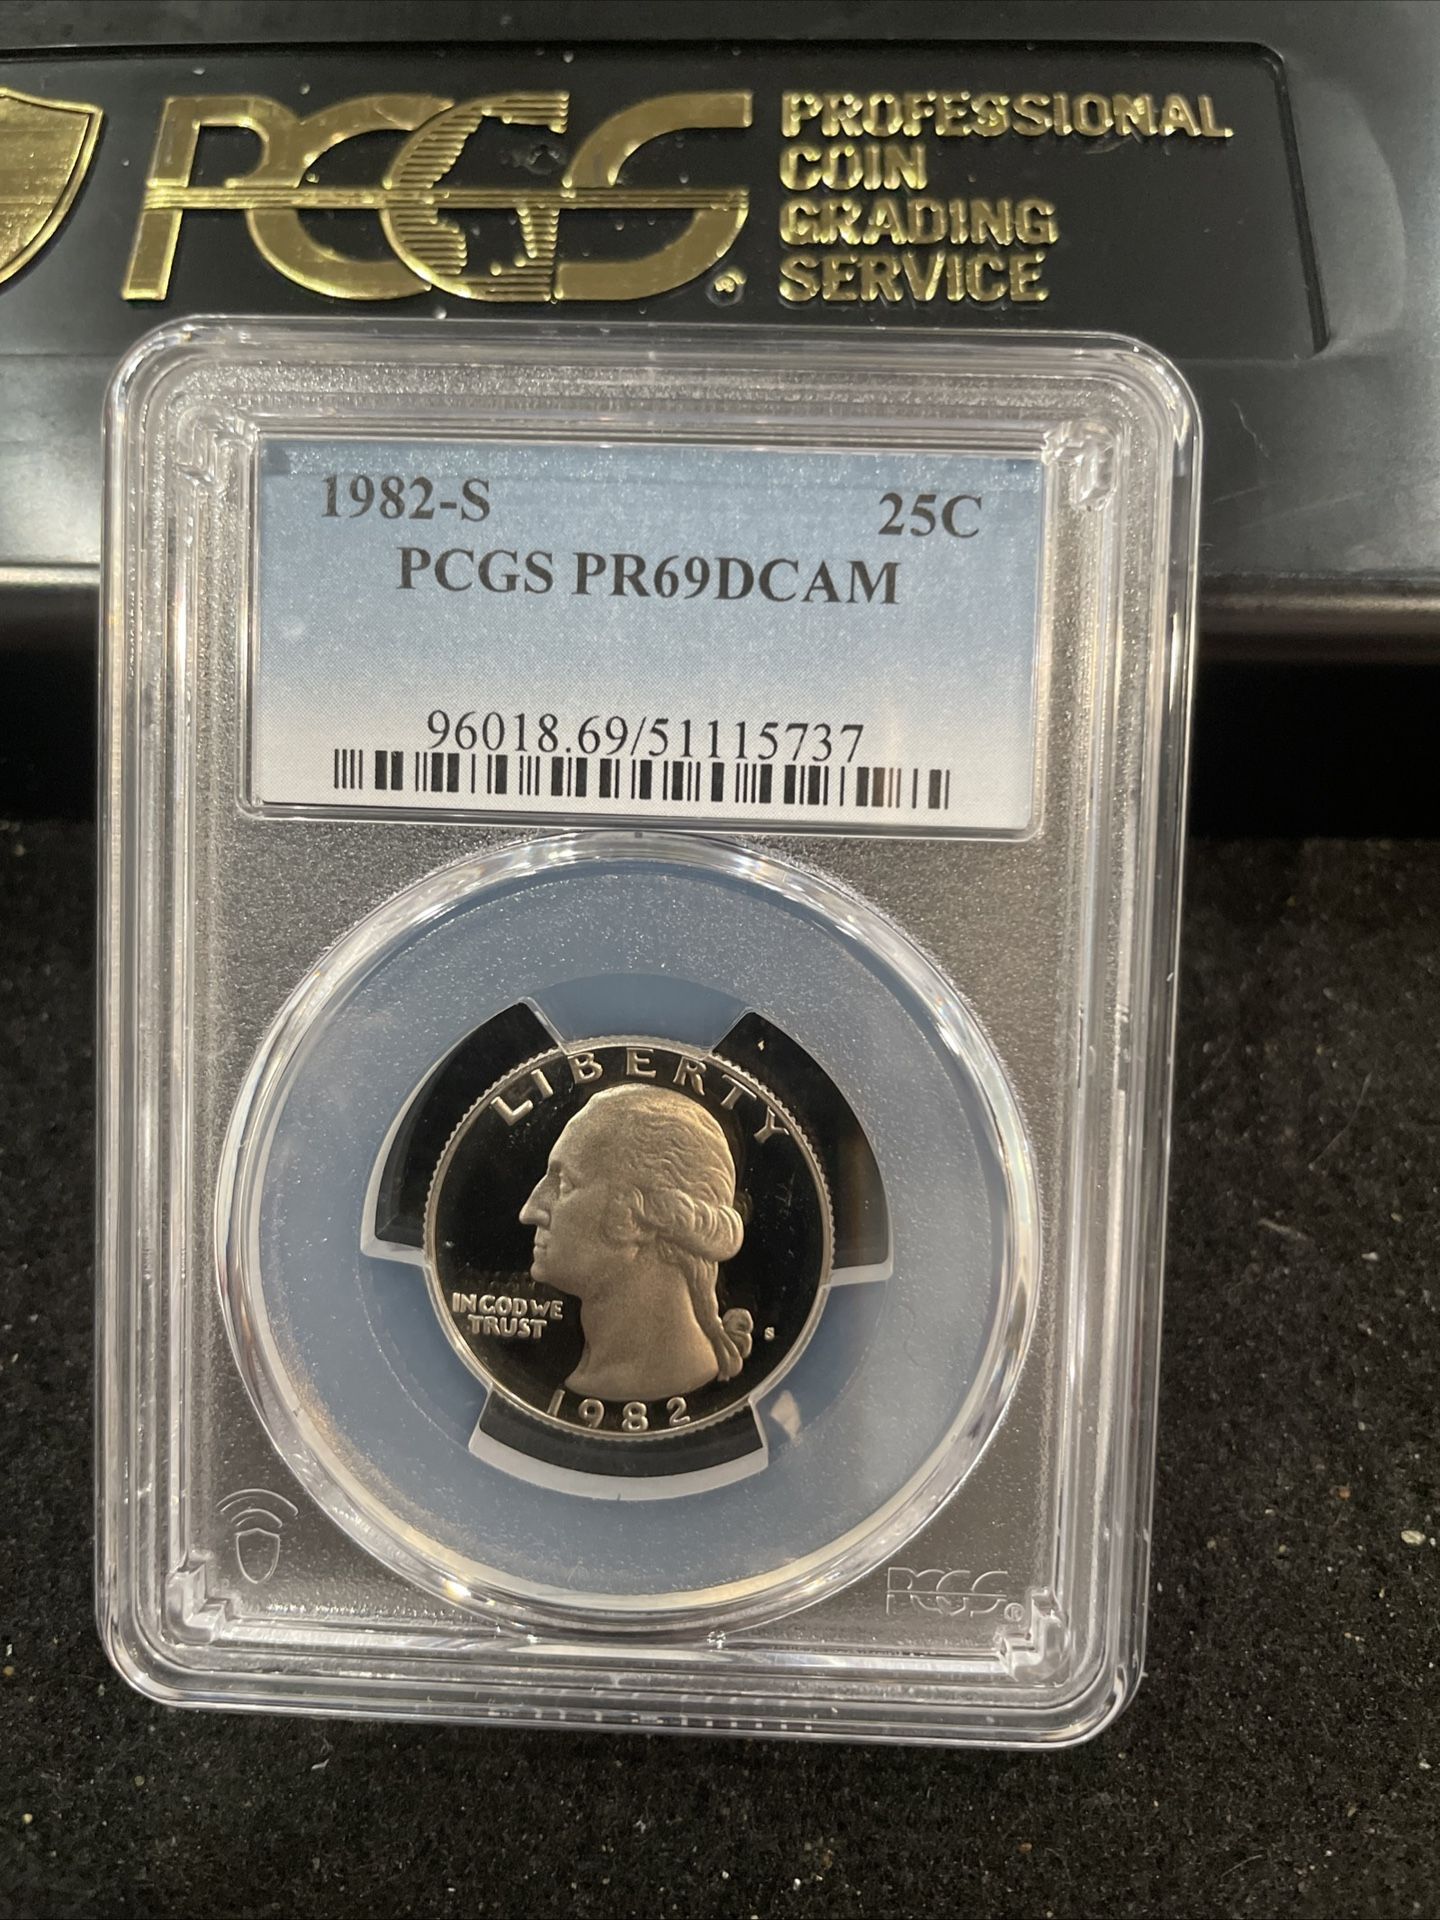 PCGS.
PROFESSIONAL
COIN
GRADING
SERVICE
1982-S 25C
PCGS PR69DCAM
96018.69/51115737
LIBERTY
IN GOD WE
TRUST
S
1982
PCGS®